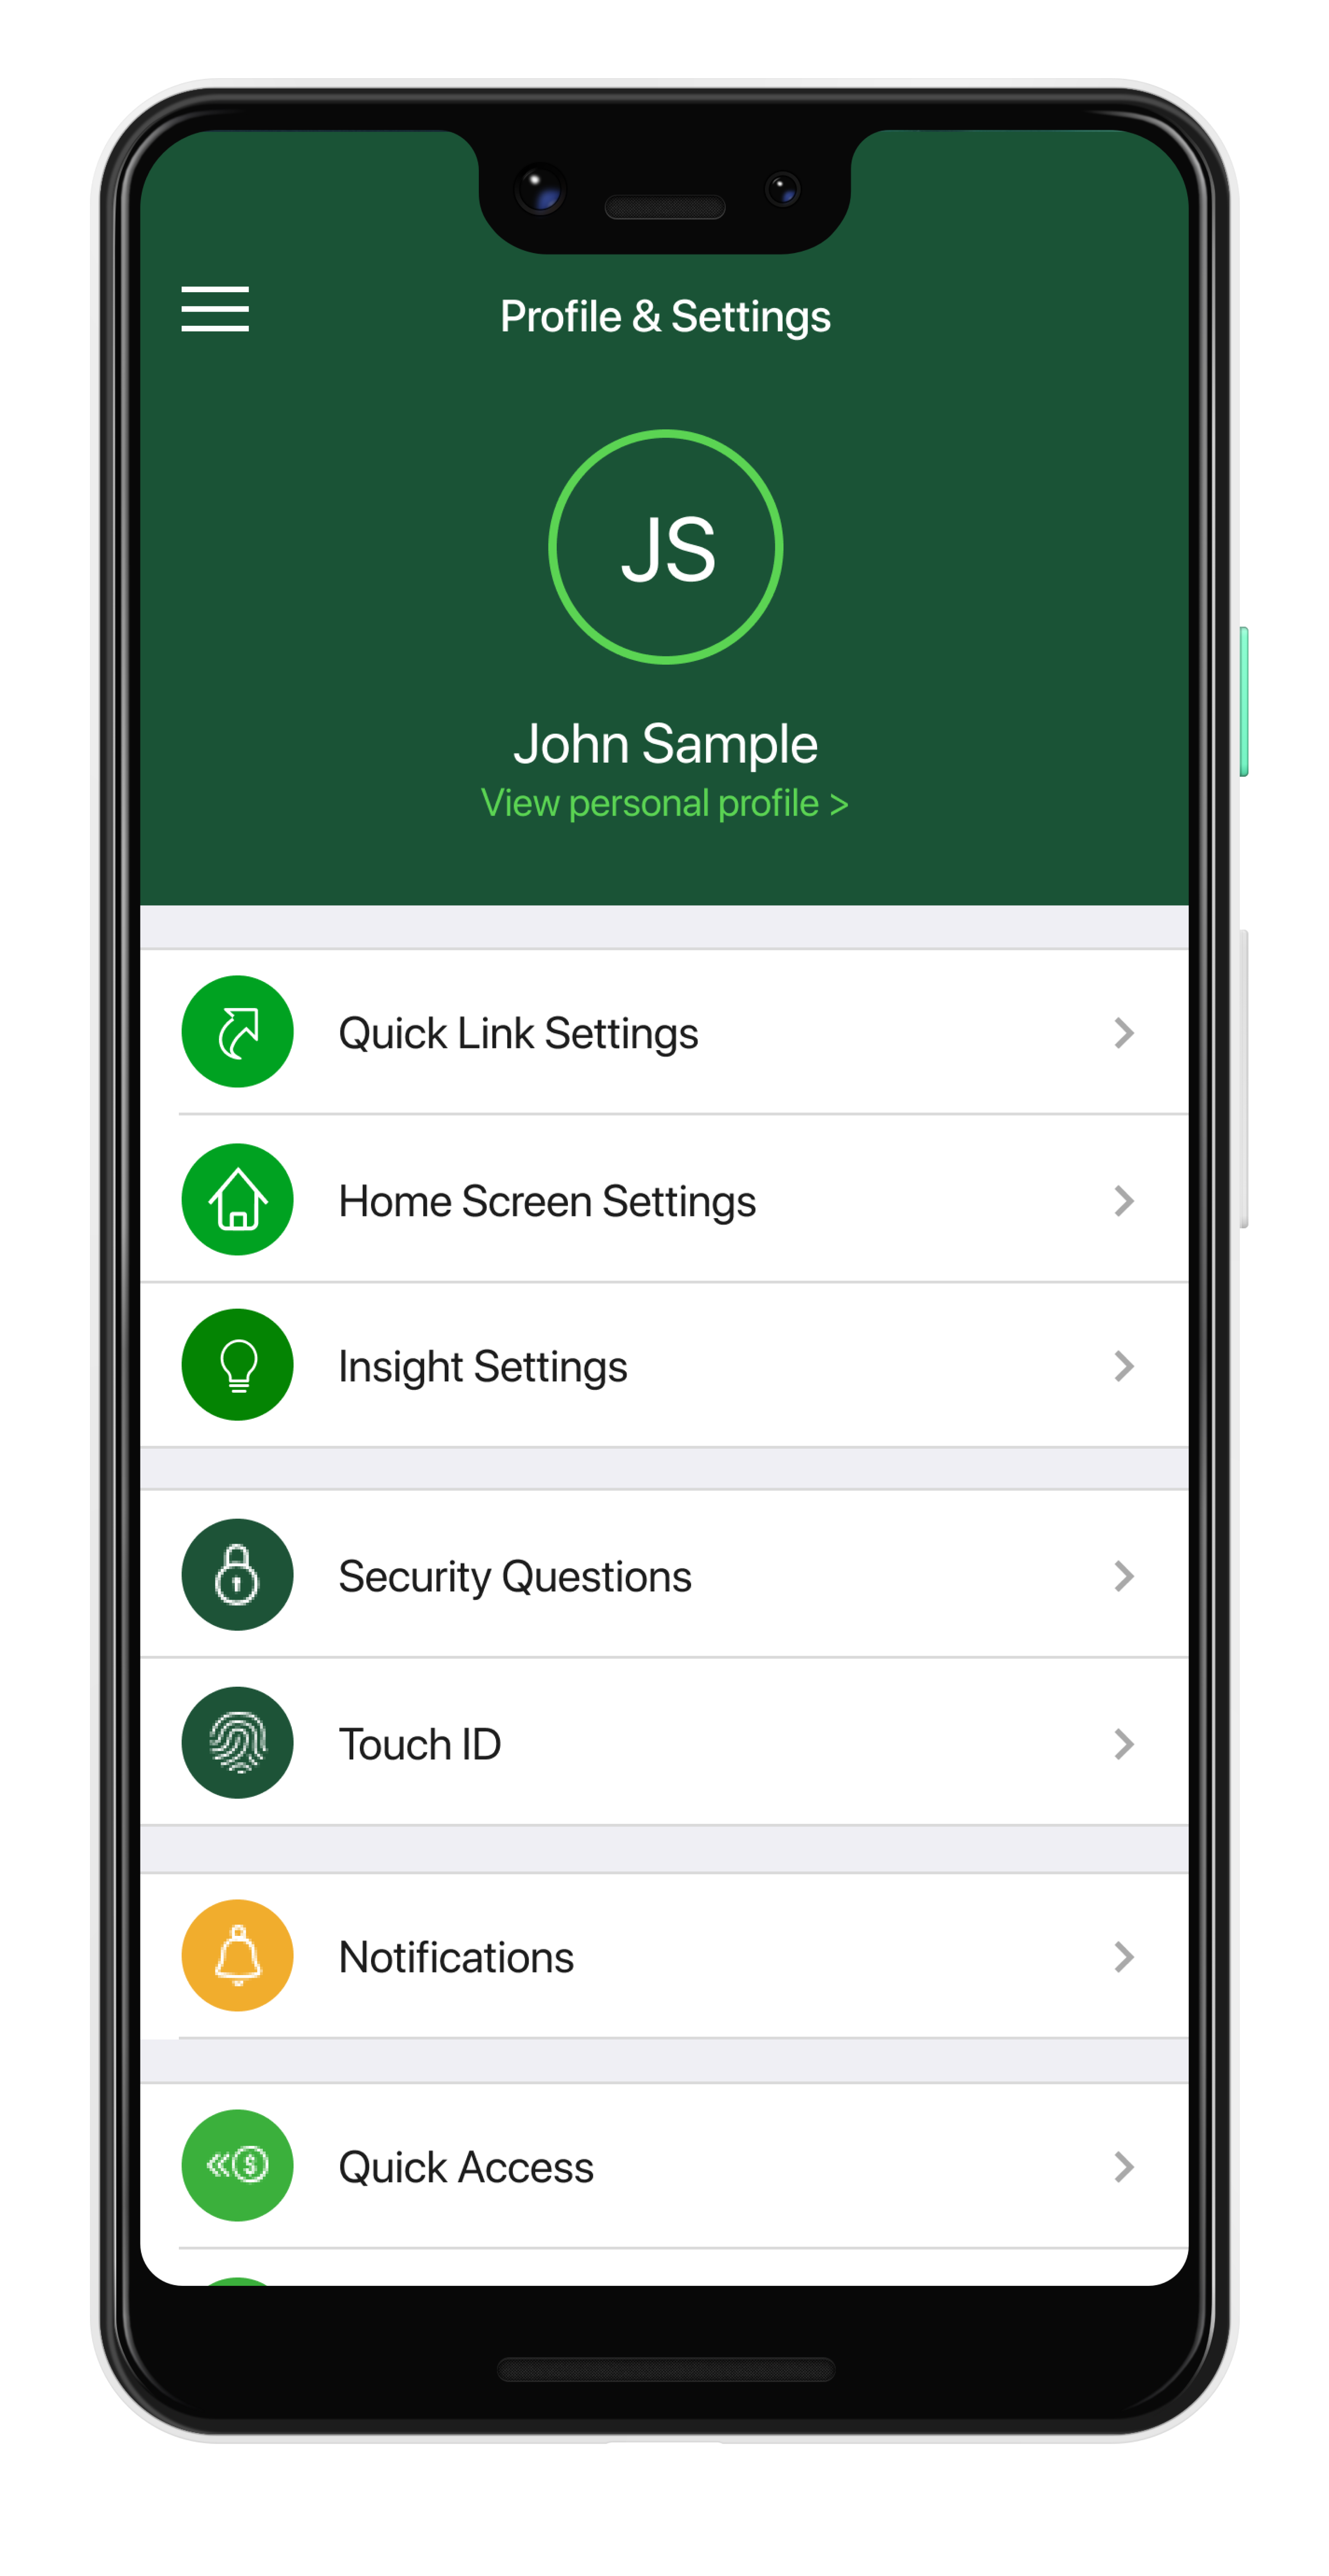 Profile & Settings
JS
John Sample
View personal profile >
Quick Link Settings
Home Screen Settings
Insight Settings
Security Questions
Touch ID
Notifications
$
Quick Access